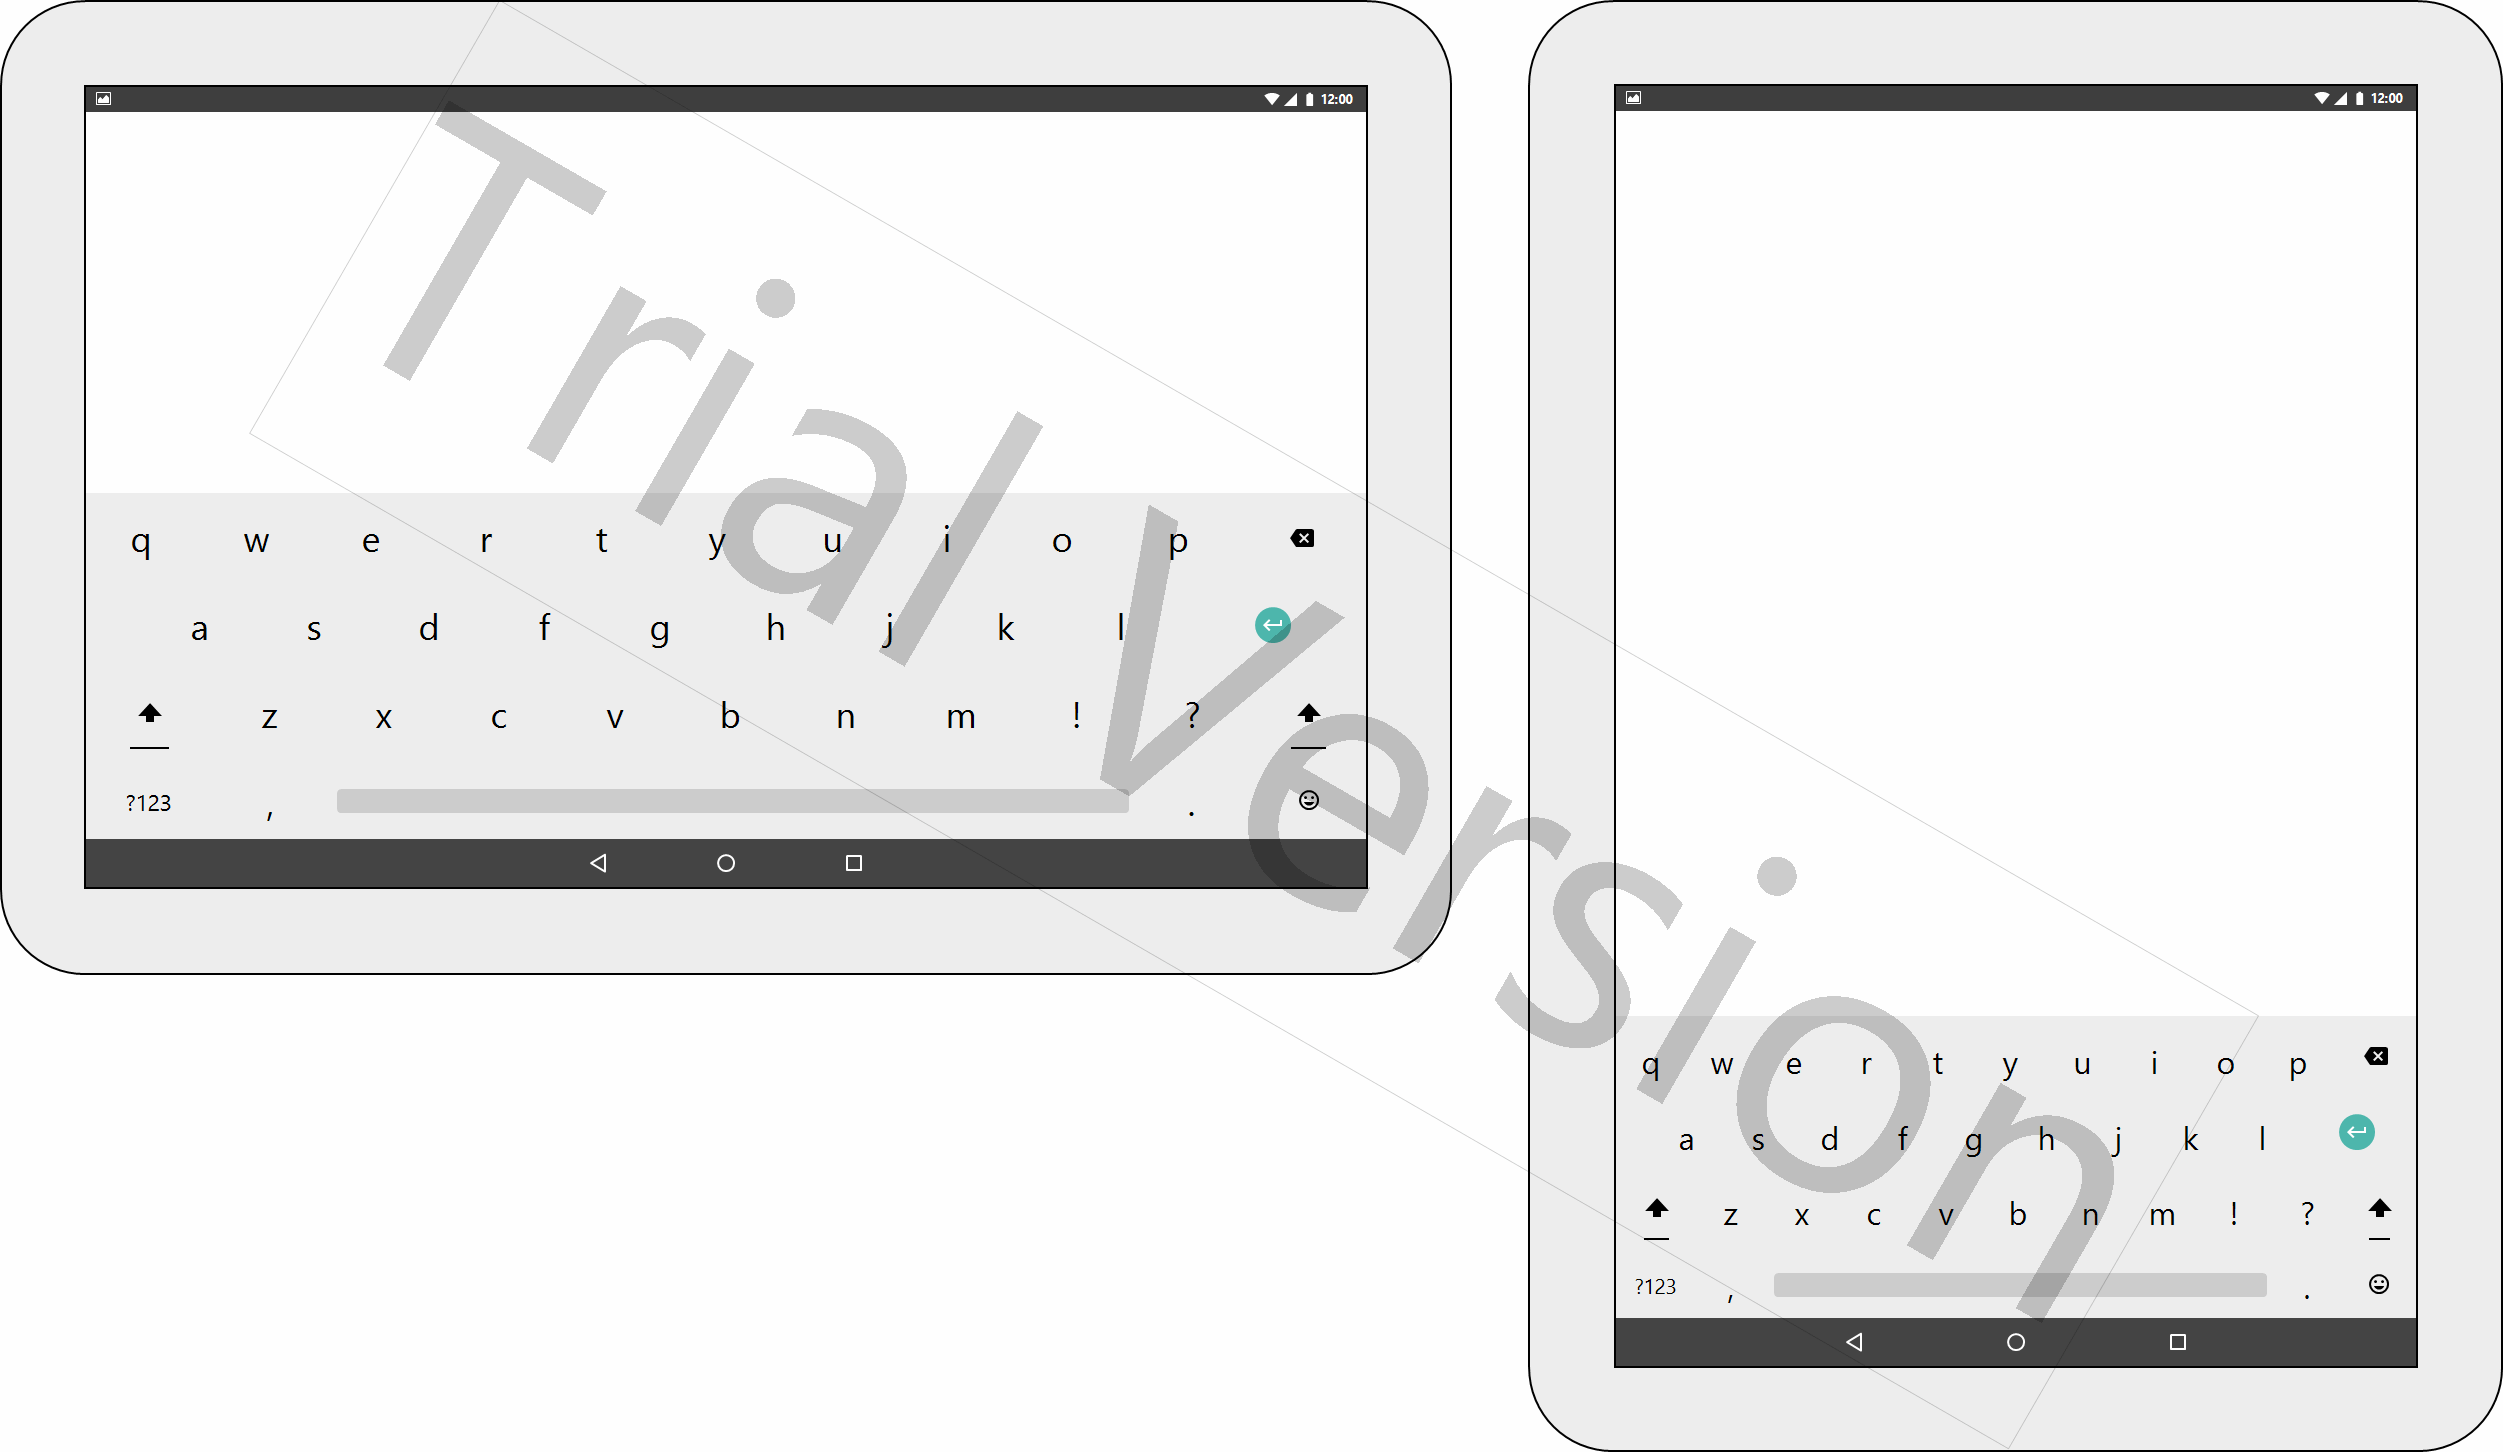 12:00
q w e r t y u i o p
a s d f g h j k l
z x c v b n m ! ?
?123 , .
12:00
q w e r t y u i o p
a s d f g h j k l
z x c v b n m ! ?
?123 , .
Trial Version